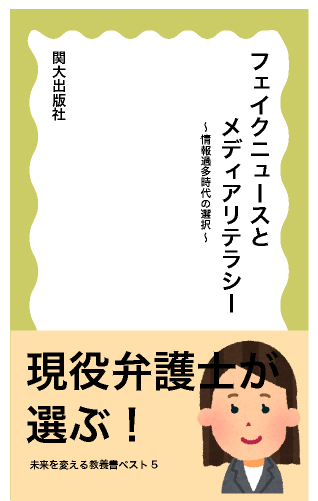 フェイクニュースと
メディアリテラシー
～情報過多時代の選択～
関大出版社
現役弁護士が
選ぶ！
未来を変える教養書ベスト５